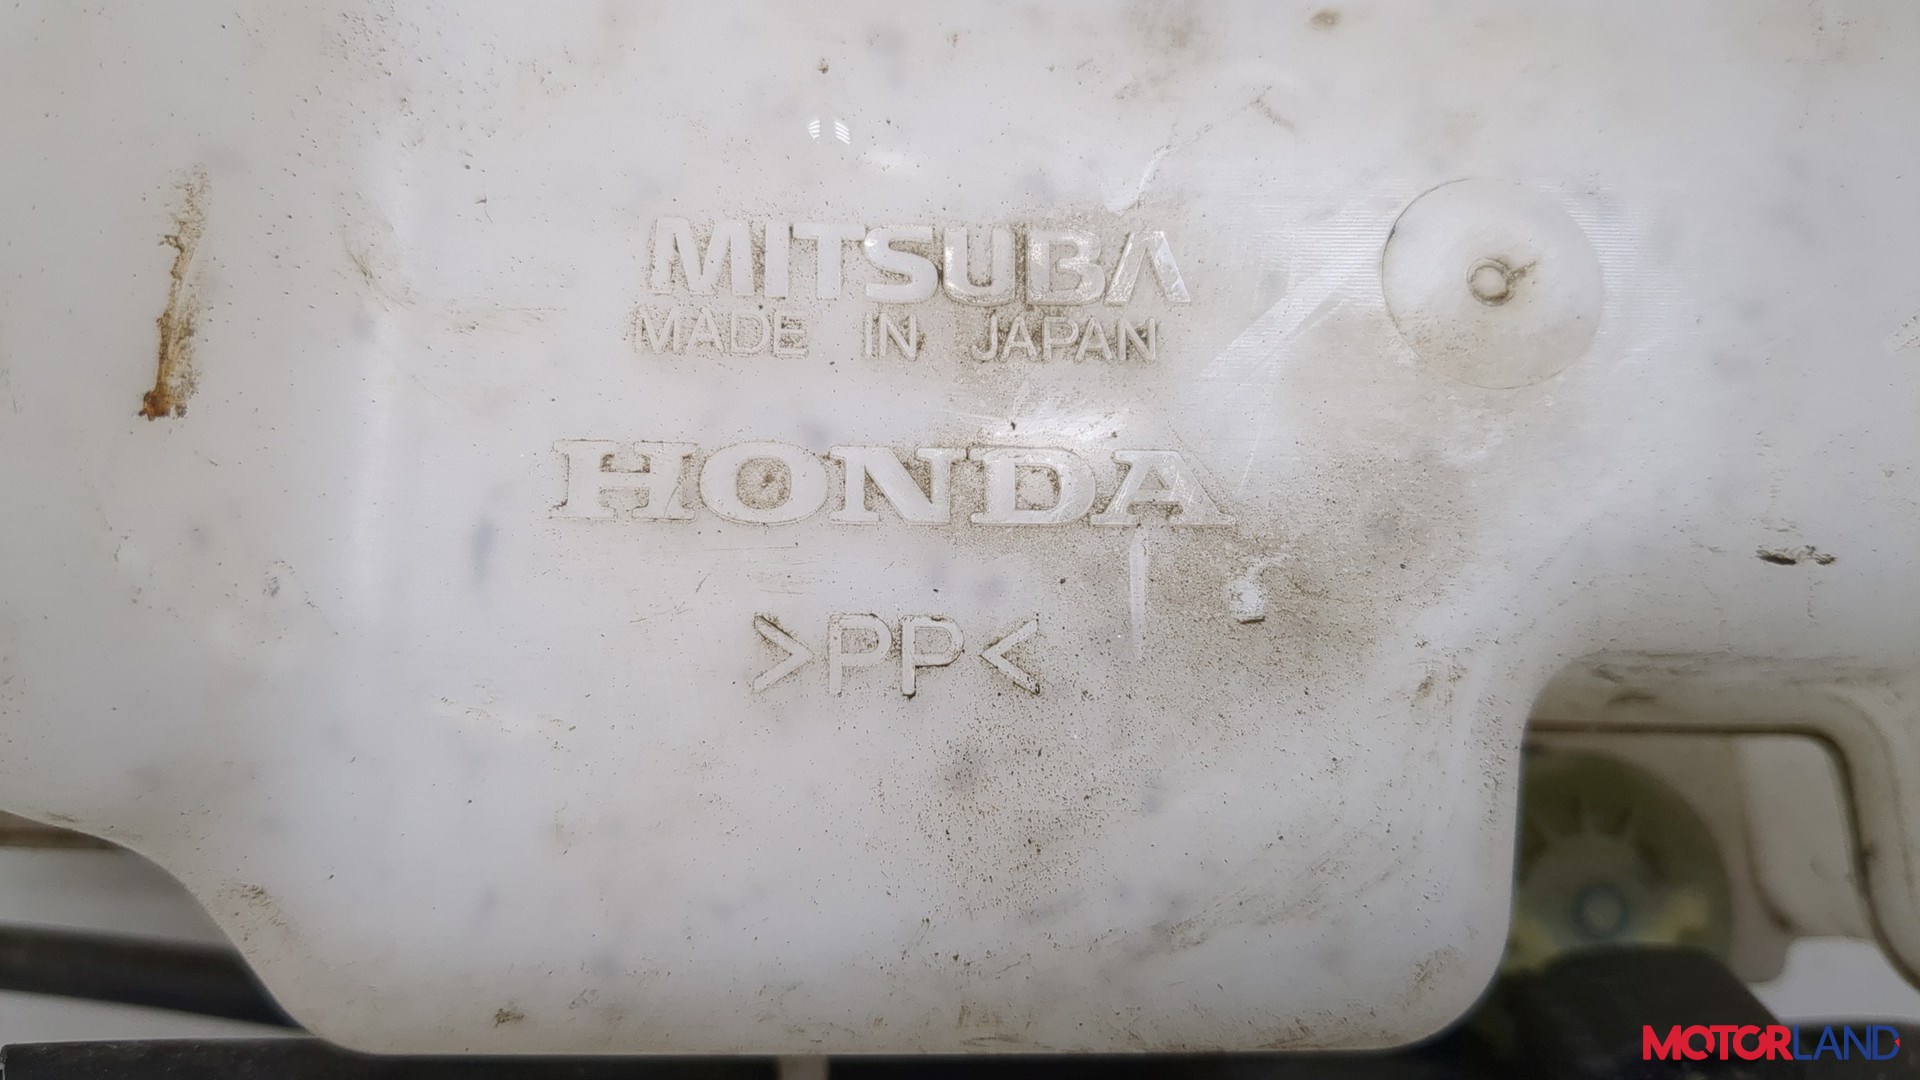 MITSUBA
MADE IN JAPAN
HONDA
>PP<
MOTORLAND